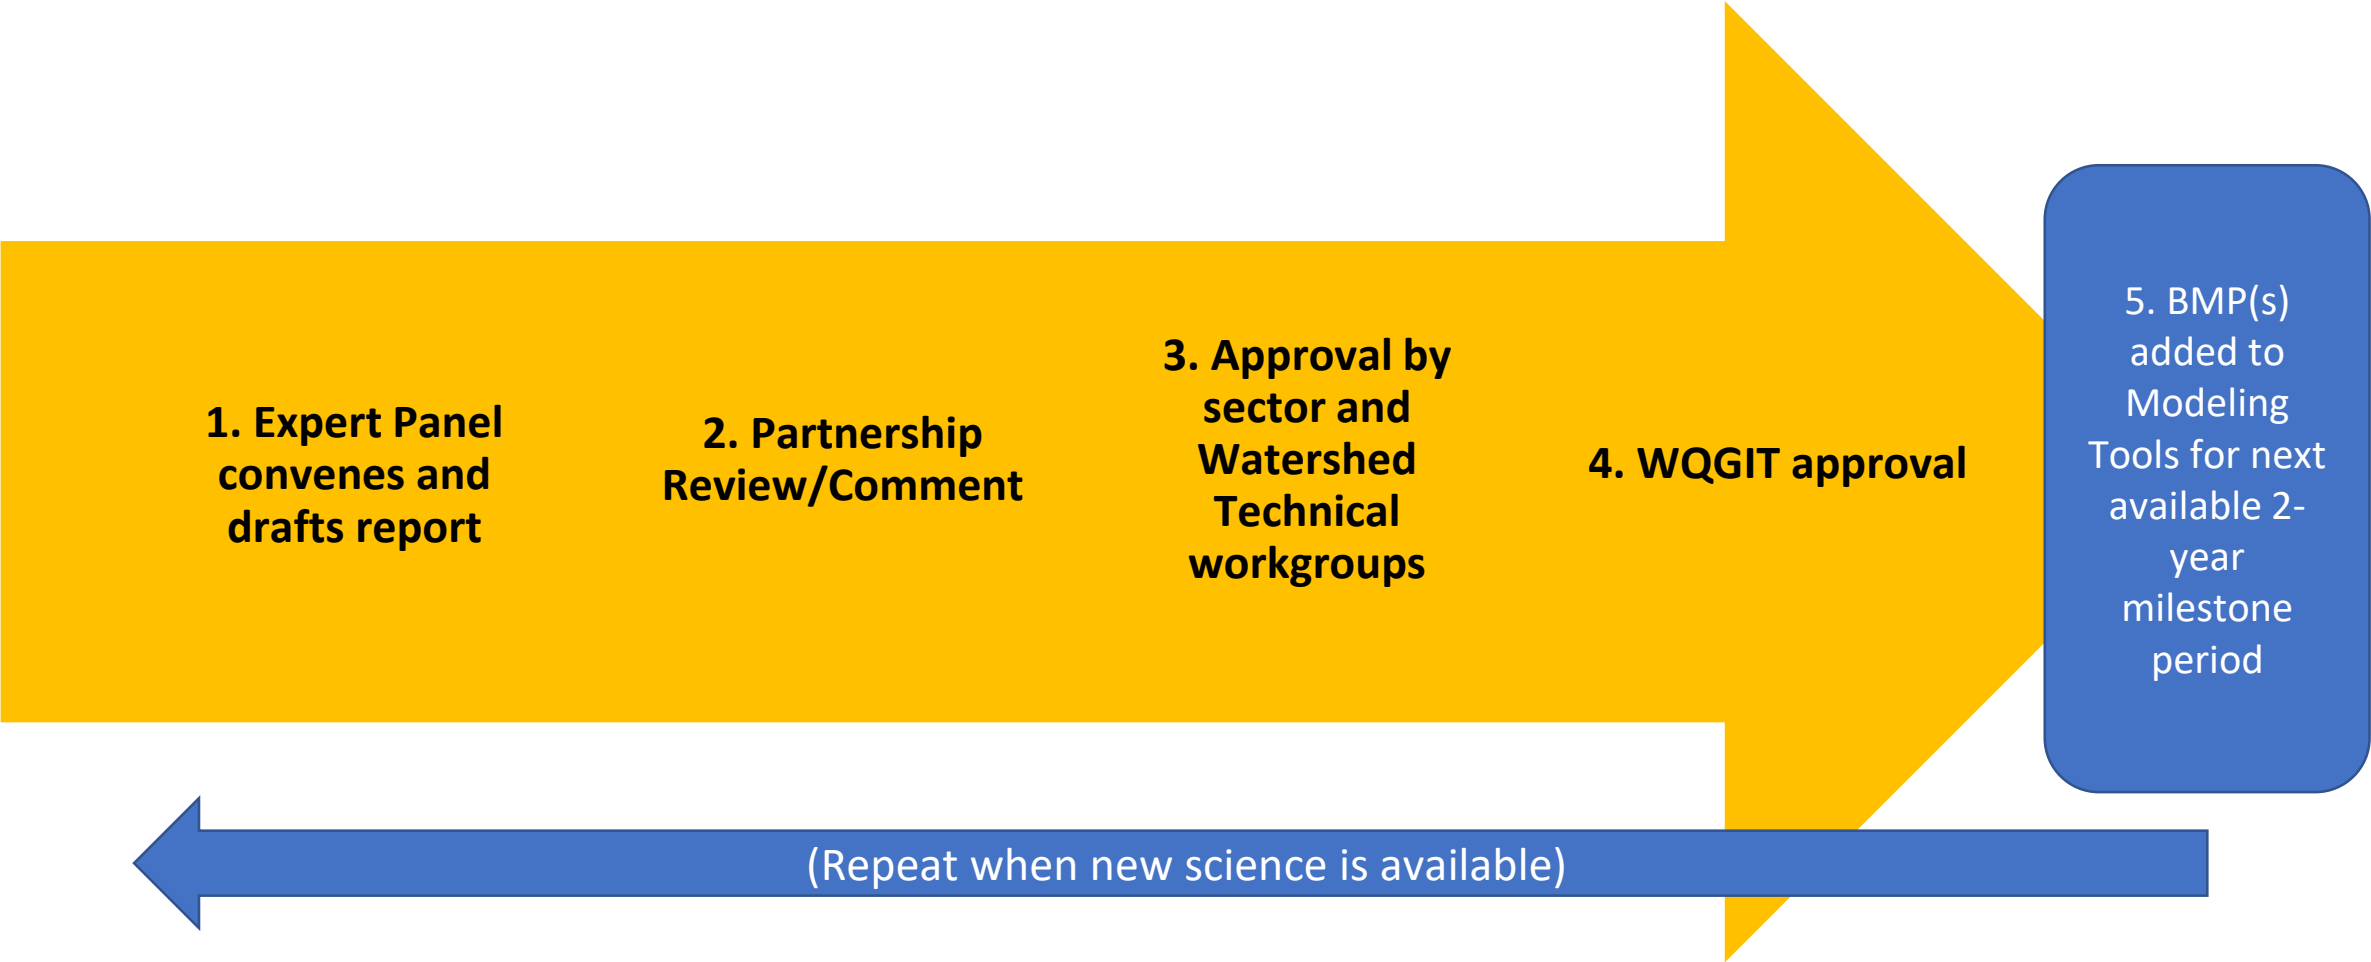 1. Expert Panel
convenes and
drafts report
2. Partnership
Review/Comment
3. Approval by
sector and
Watershed
Technical
workgroups
4. WQGIT approval
5. BMP(s)
added to
Modeling
Tools for next
available 2-
year
milestone
period
(Repeat when new science is available)